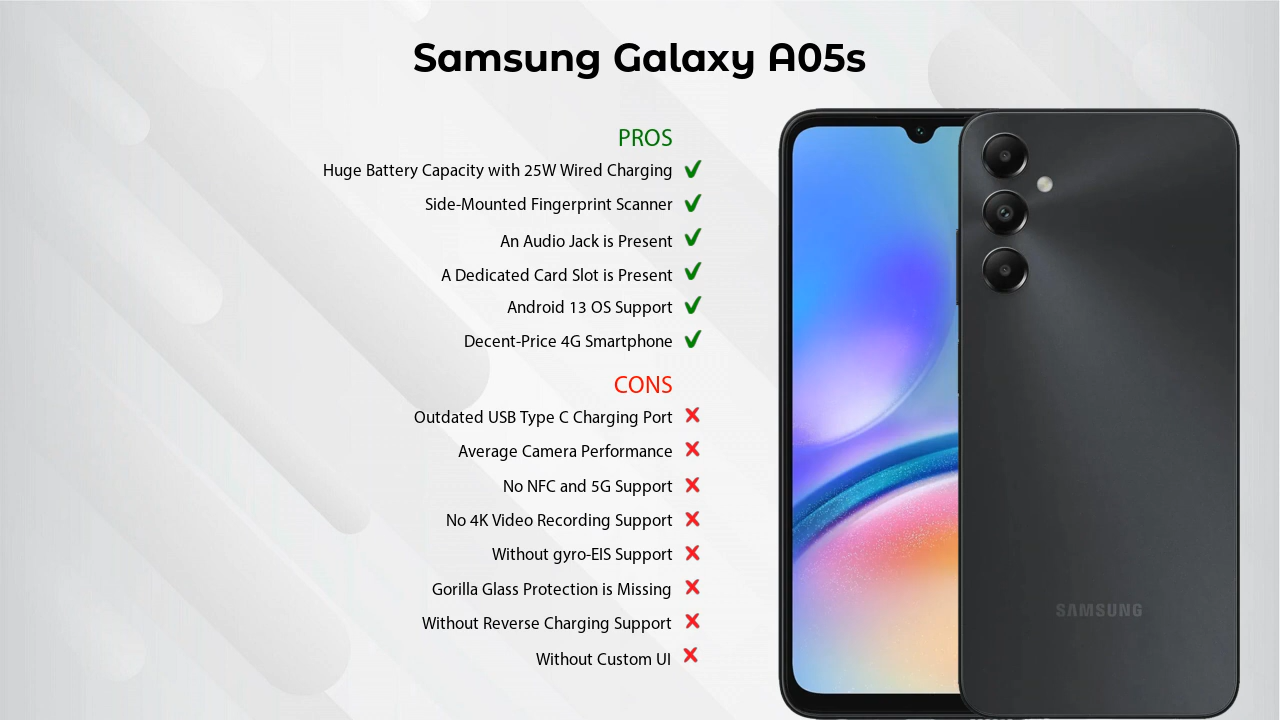 Samsung Galaxy A05s
PROS
Huge Battery Capacity with 25W Wired Charging
Side-Mounted Fingerprint Scanner
An Audio Jack is Present
A Dedicated Card Slot is Present
Android 13 OS Support
Decent-Price 4G Smartphone
CONS
Outdated USB Type C Charging Port
Average Camera Performance
No NFC and 5G Support
No 4K Video Recording Support
Without gyro-EIS Support
Gorilla Glass Protection is Missing
Without Reverse Charging Support
Without Custom UI
SAMSUNG